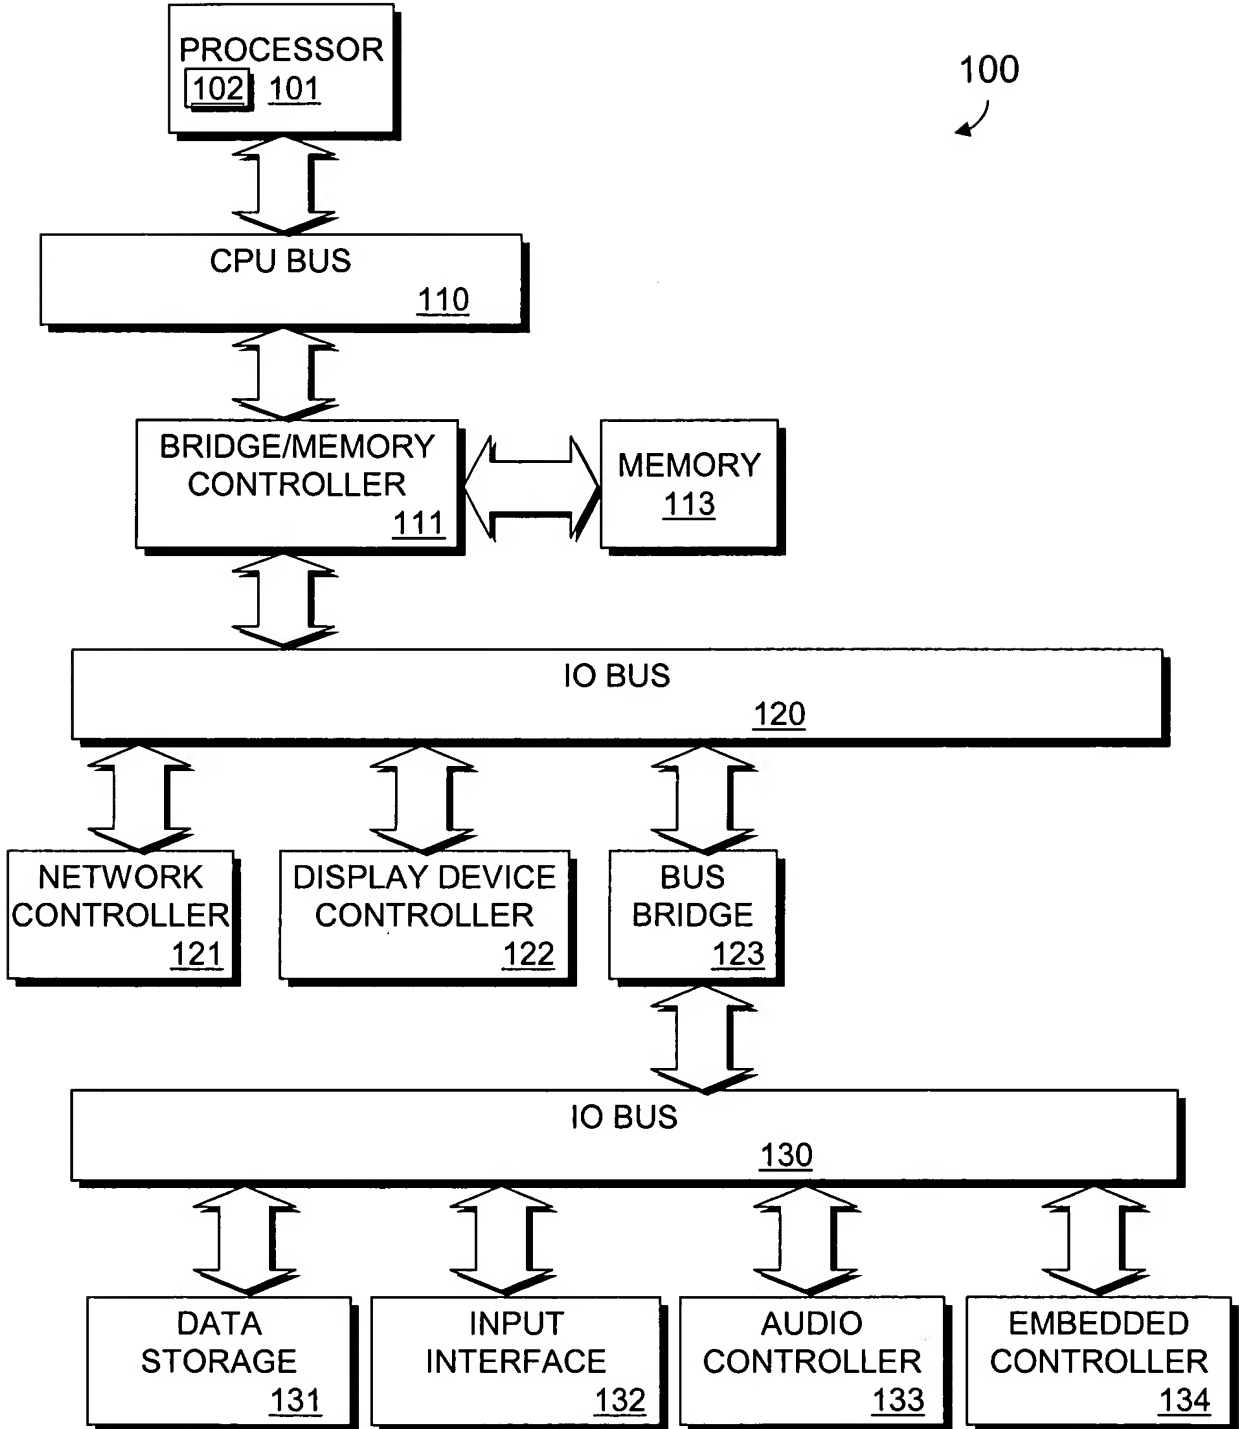 PROCESSOR
102 101
100
CPU BUS
110
BRIDGE/MEMORY
CONTROLLER
111
MEMORY
113
IO BUS
120
NETWORK
CONTROLLER
121
DISPLAY DEVICE
CONTROLLER
122
BUS
BRIDGE
123
IO BUS
130
DATA
STORAGE
131
INPUT
INTERFACE
132
AUDIO
CONTROLLER
133
EMBEDDED
CONTROLLER
134